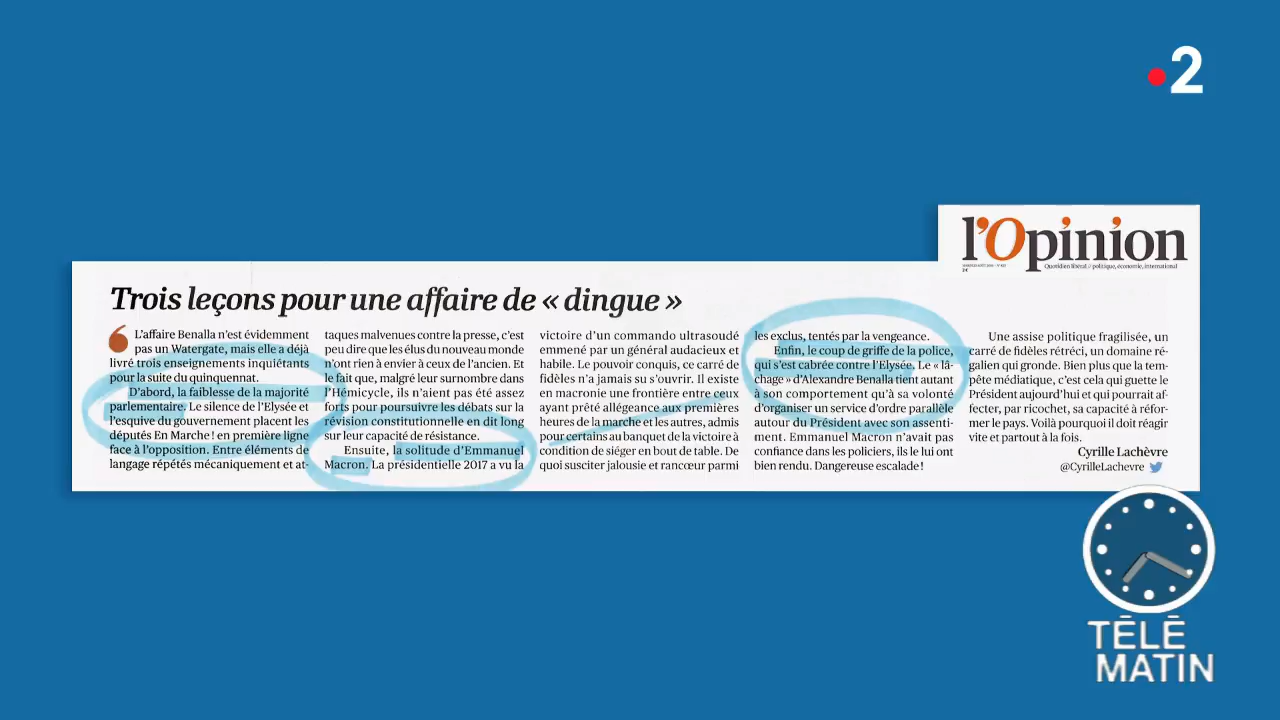 2
l'Opinion
Quotidien libéral // politique, économie, international
Trois leçons pour une affaire de « dingue »
L'affaire Benalla n'est évidemment
pas un Watergate, mais elle a déjà
livré trois enseignements inquiétants
pour la suite du quinquennat.
D'abord, la faiblesse de la majorité
parlementaire. Le silence de l'Elysée et
l'esquive du gouvernement placent les
députés En Marche ! en première ligne
face à l'opposition. Entre éléments de
langage répétés mécaniquement et at-
taques malvenues contre la presse, c'est
peu dire que les élus du nouveau monde
n'ont rien à envier à ceux de l'ancien. Et
le fait que, malgré leur surnombre dans
l'Hémicycle, ils n'aient pas été assez
forts pour poursuivre les débats sur la
révision constitutionnelle en dit long
sur leur capacité de résistance.
Ensuite, la solitude d'Emmanuel
Macron. La présidentielle 2017 a vu la
victoire d'un commando ultrasoudé
emmené par un général audacieux et
habile. Le pouvoir conquis, ce carré de
fidèles n'a jamais su s'ouvrir. Il existe
en macronie une frontière entre ceux
ayant prêté allégeance aux premières
heures de la marche et les autres, admis
pour certains au banquet de la victoire à
condition de siéger en bout de table. De
quoi susciter jalousie et rancœur parmi
les exclus, tentés par la vengeance.
Enfin, le coup de griffe de la police,
qui s'est cabrée contre l'Elysée. Le « lâ-
chage » d'Alexandre Benalla tient autant
à son comportement qu'à sa volonté
d'organiser un service d'ordre parallèle
autour du Président avec son assenti-
ment. Emmanuel Macron n'avait pas
confiance dans les policiers, ils le lui ont
bien rendu. Dangereuse escalade !
Une assise politique fragilisée, un
carré de fidèles rétréci, un domaine ré-
galien qui gronde. Bien plus que la tem-
pête médiatique, c'est cela qui guette le
Président aujourd'hui et qui pourrait af-
fecter, par ricochet, sa capacité à réfor-
mer le pays. Voilà pourquoi il doit réagir
vite et partout à la fois.
Cyrille Lachèvre
@CyrilleLachevre
TÉLÉ
MATIN